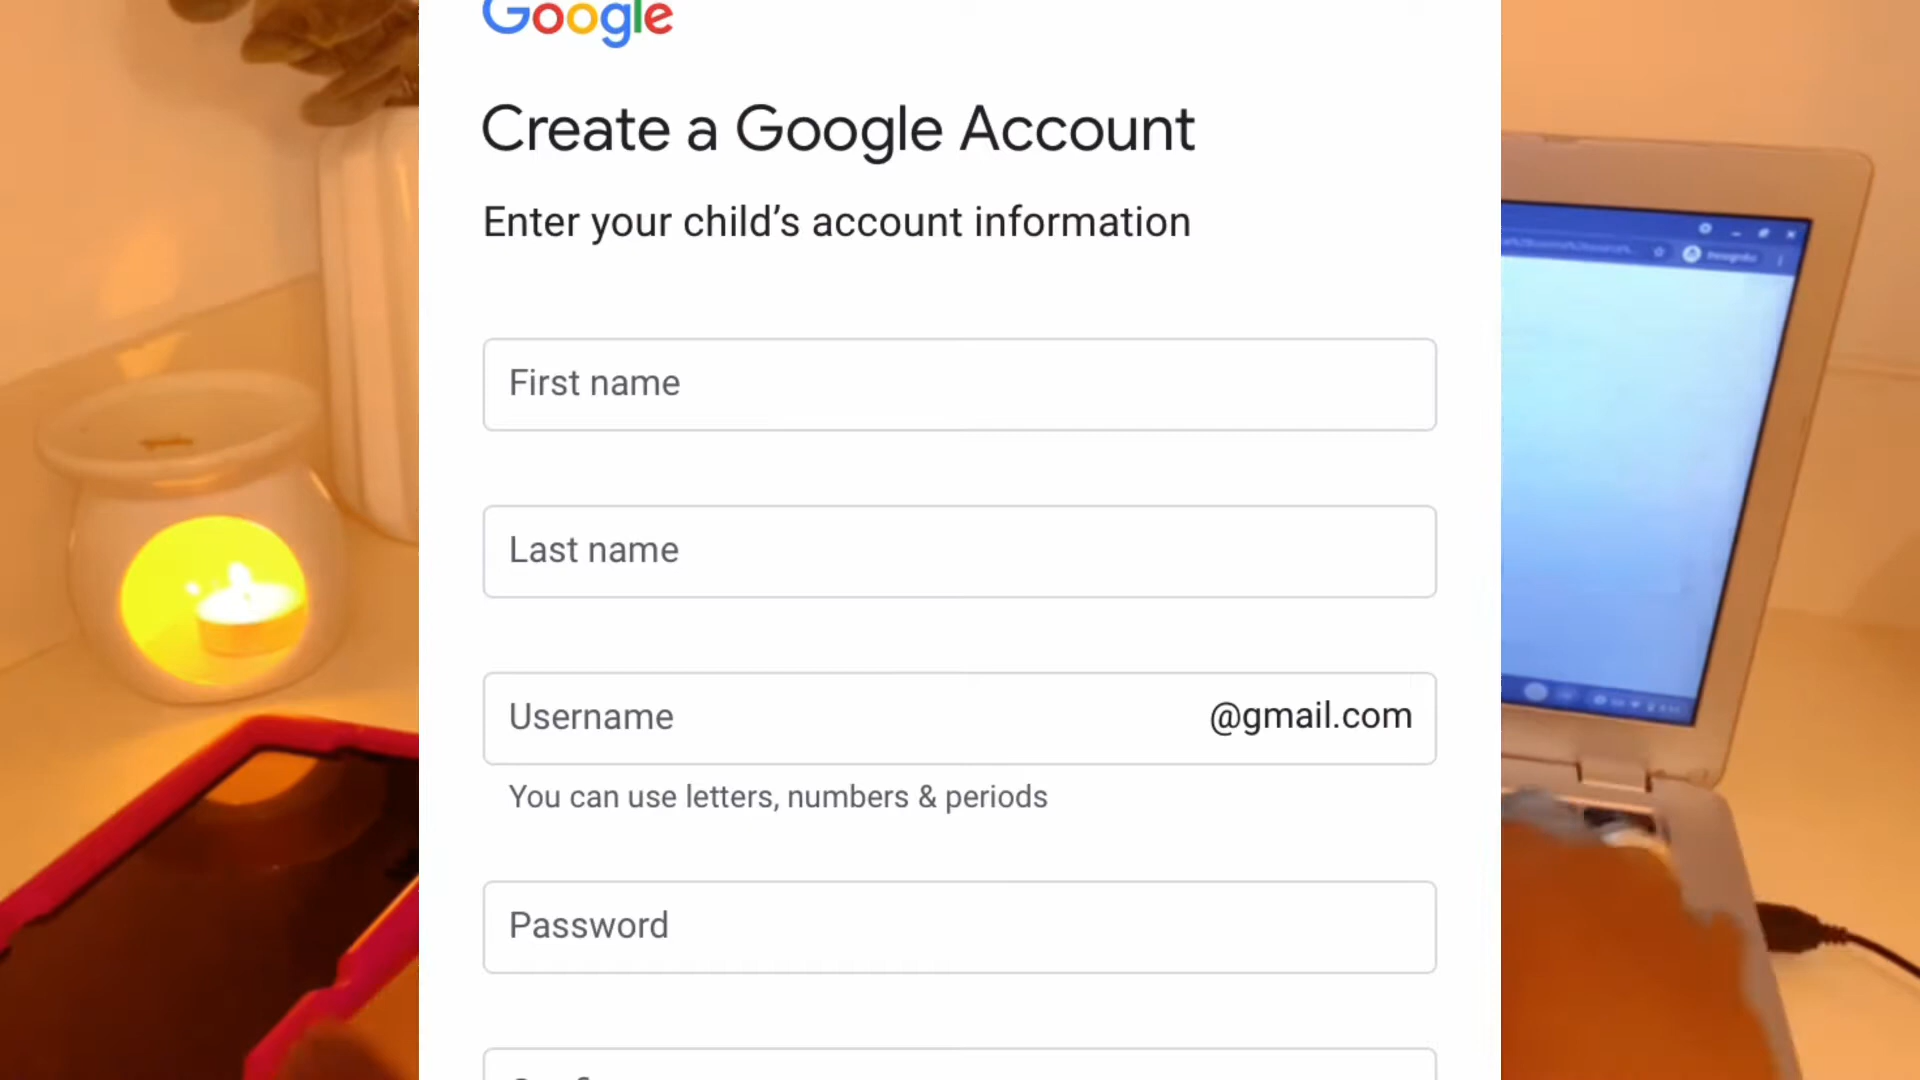 Google
Create a Google Account
Enter your child’s account information
First name
Last name
Username
@gmail.com
You can use letters, numbers & periods
Password